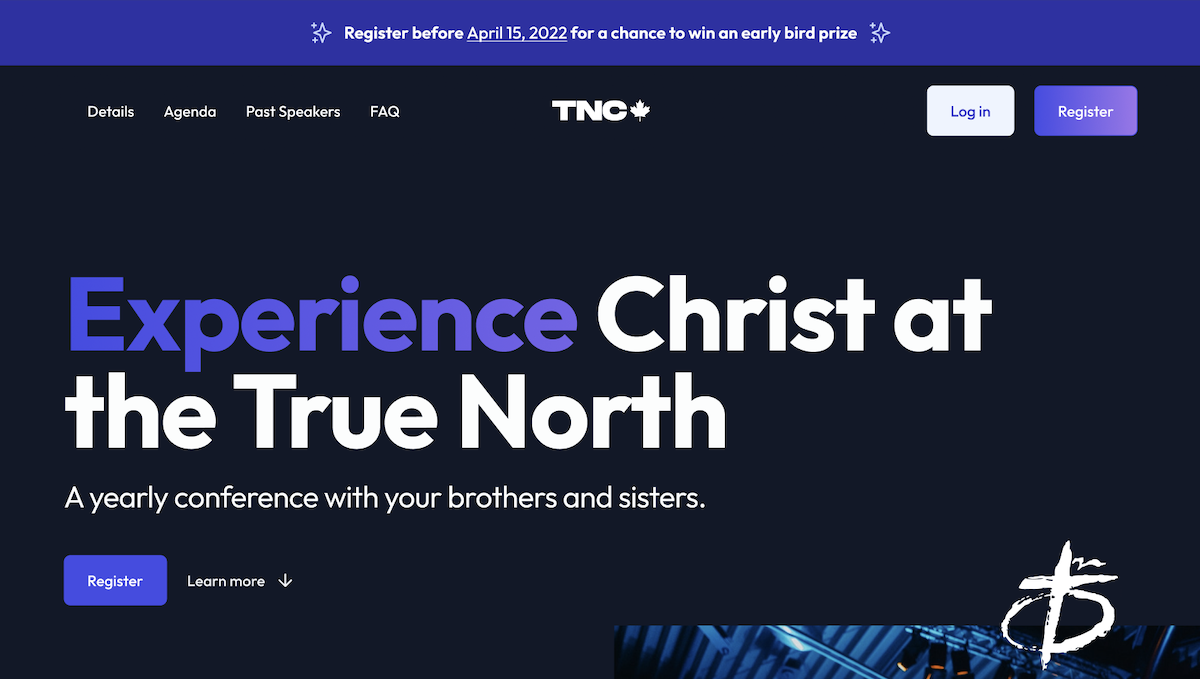 Register before April 15, 2022 for a chance to win an early bird prize
Details Agenda Past Speakers FAQ TNC Log in Register
Experience Christ at
the True North
A yearly conference with your brothers and sisters.
Register Learn more ↓